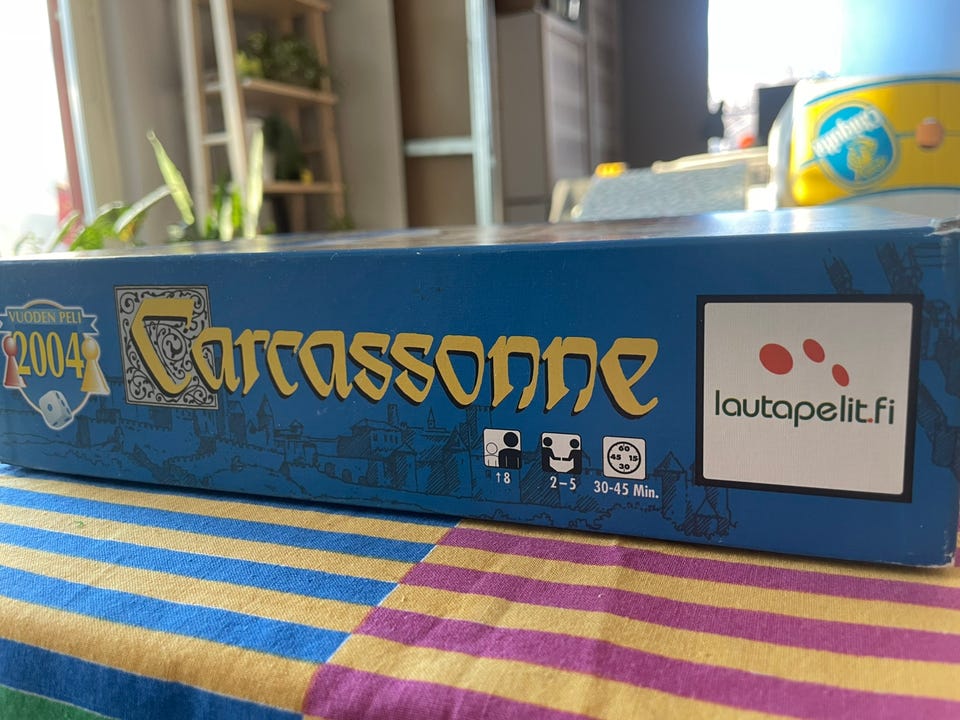 VUODEN PELI
2004
Carcassonne
lautapelit.fi
60
45 15
30
↑8
2–5
30-45 Min.
Chiquita